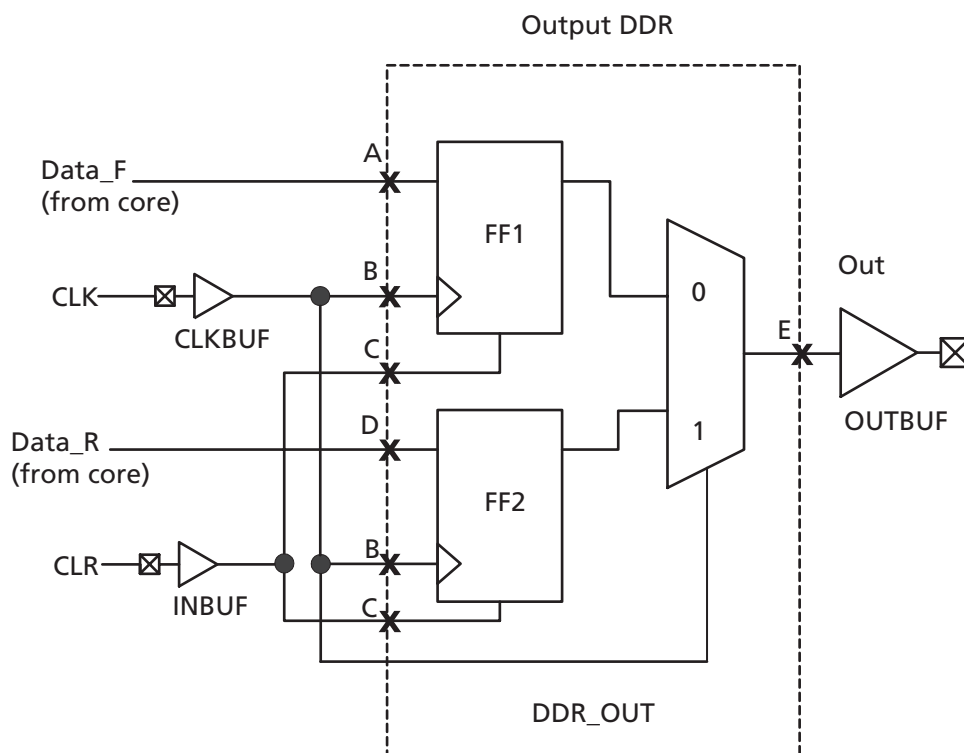 Output DDR
A
Data_F
(from core)
FF1
B
CLK
CLKBUF
0
Out
C
E
D
Data_R
(from core)
1
OUTBUF
FF2
B
CLR
INBUF
C
DDR_OUT